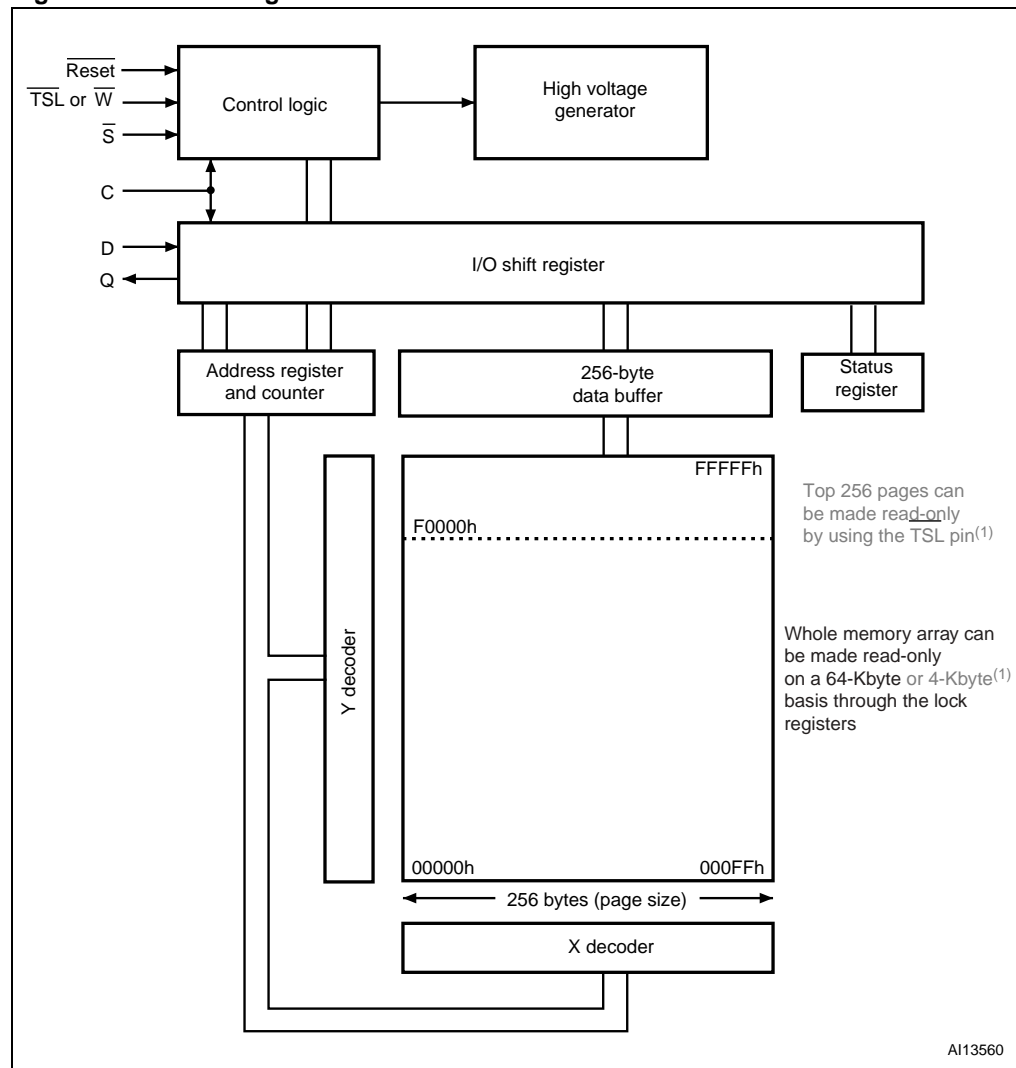 Reset
TSL or W
S
C
D
Q
Control logic
High voltage
generator
I/O shift register
Address register
and counter
256-byte
data buffer
Status
register
FFFFFh
F0000h
Top 256 pages can
be made read-only
by using the TSL pin(1)
Y decoder
Whole memory array can
be made read-only
on a 64-Kbyte or 4-Kbyte(1)
basis through the lock
registers
00000h
000FFh
256 bytes (page size)
X decoder
AI13560